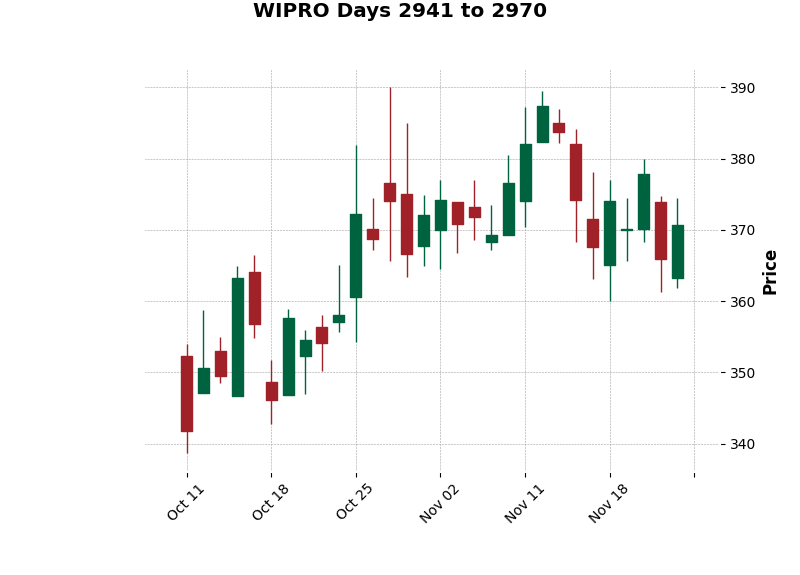 WIPRO Days 2941 to 2970
390
380
370
360
350
340
Price
Oct 11
Oct 18
Oct 25
Nov 02
Nov 11
Nov 18